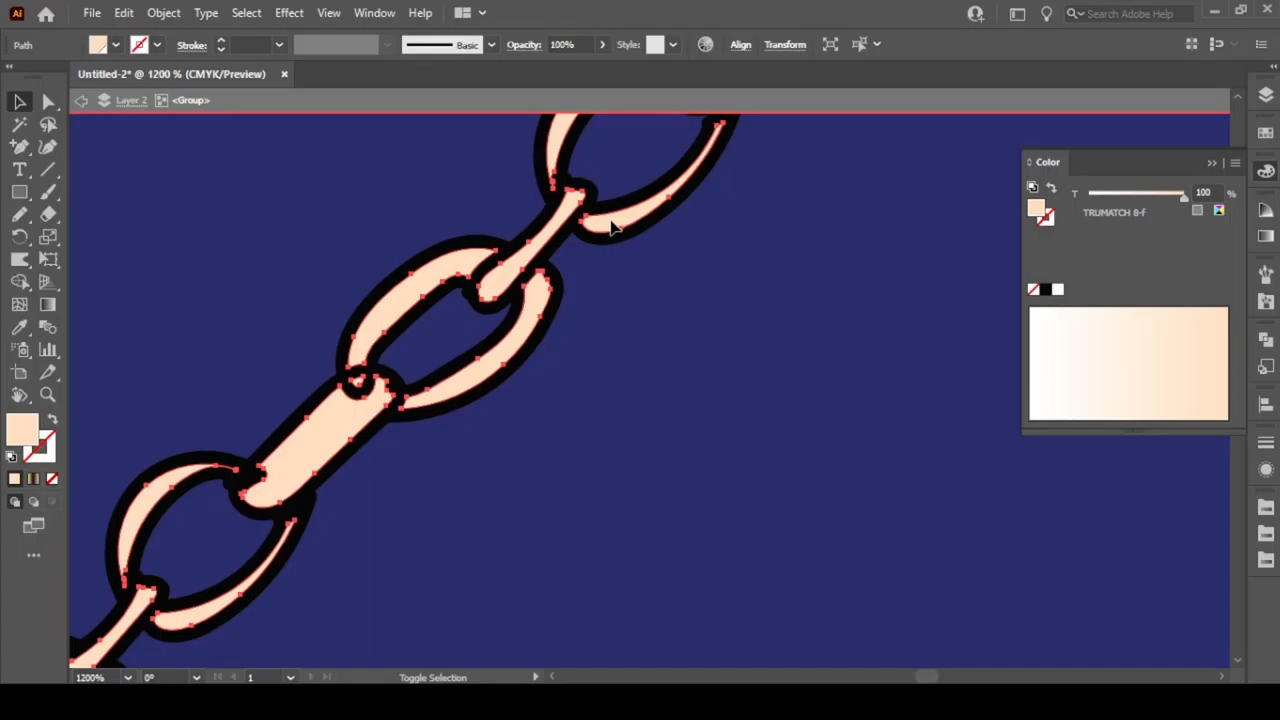 Ai
File Edit Object Type Select Effect View Window Help
Search Adobe Help
Path
Stroke:
Basic
Opacity: 100%
Style:
Align
Transform
Untitled-2* @ 1200 % (CMYK/Preview)
Layer 2
<Group>
Color
T
100
%
TRUMATCH 8-f
1200%
0°
1
Toggle Selection